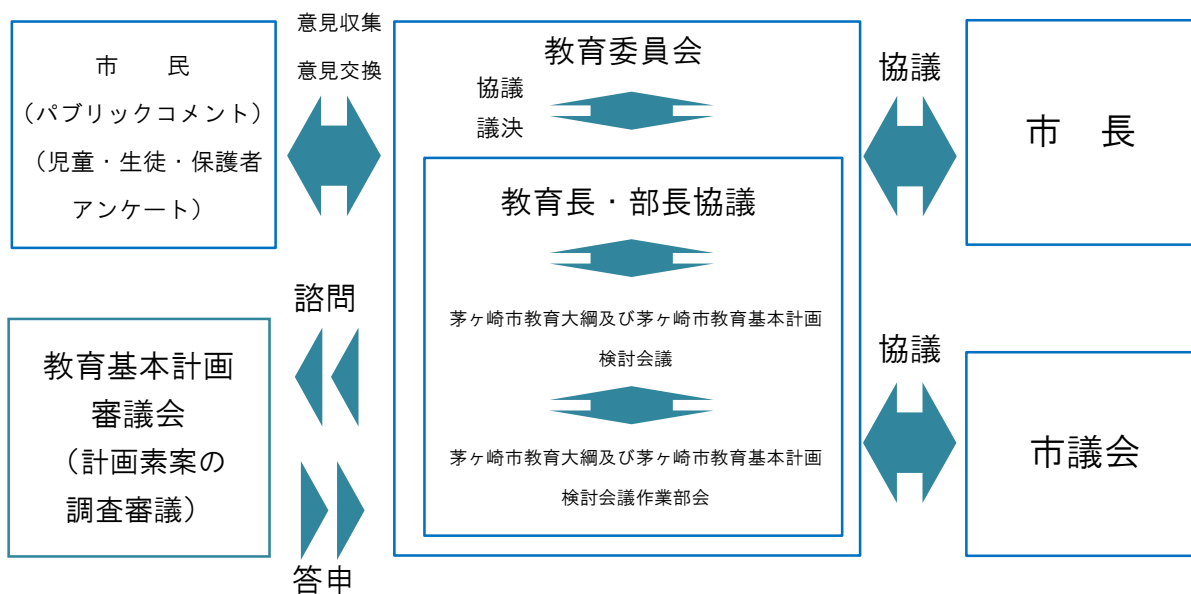 市　民
（パブリックコメント）
（児童・生徒・保護者
アンケート）
意見収集
意見交換
教育委員会
協議
議決
教育長・部長協議
茅ヶ崎市教育大綱及び茅ヶ崎市教育基本計画
検討会議
茅ヶ崎市教育大綱及び茅ヶ崎市教育基本計画
検討会議作業部会
協議
市　長
諮問
教育基本計画
審議会
（計画素案の
調査審議）
答申
協議
市議会